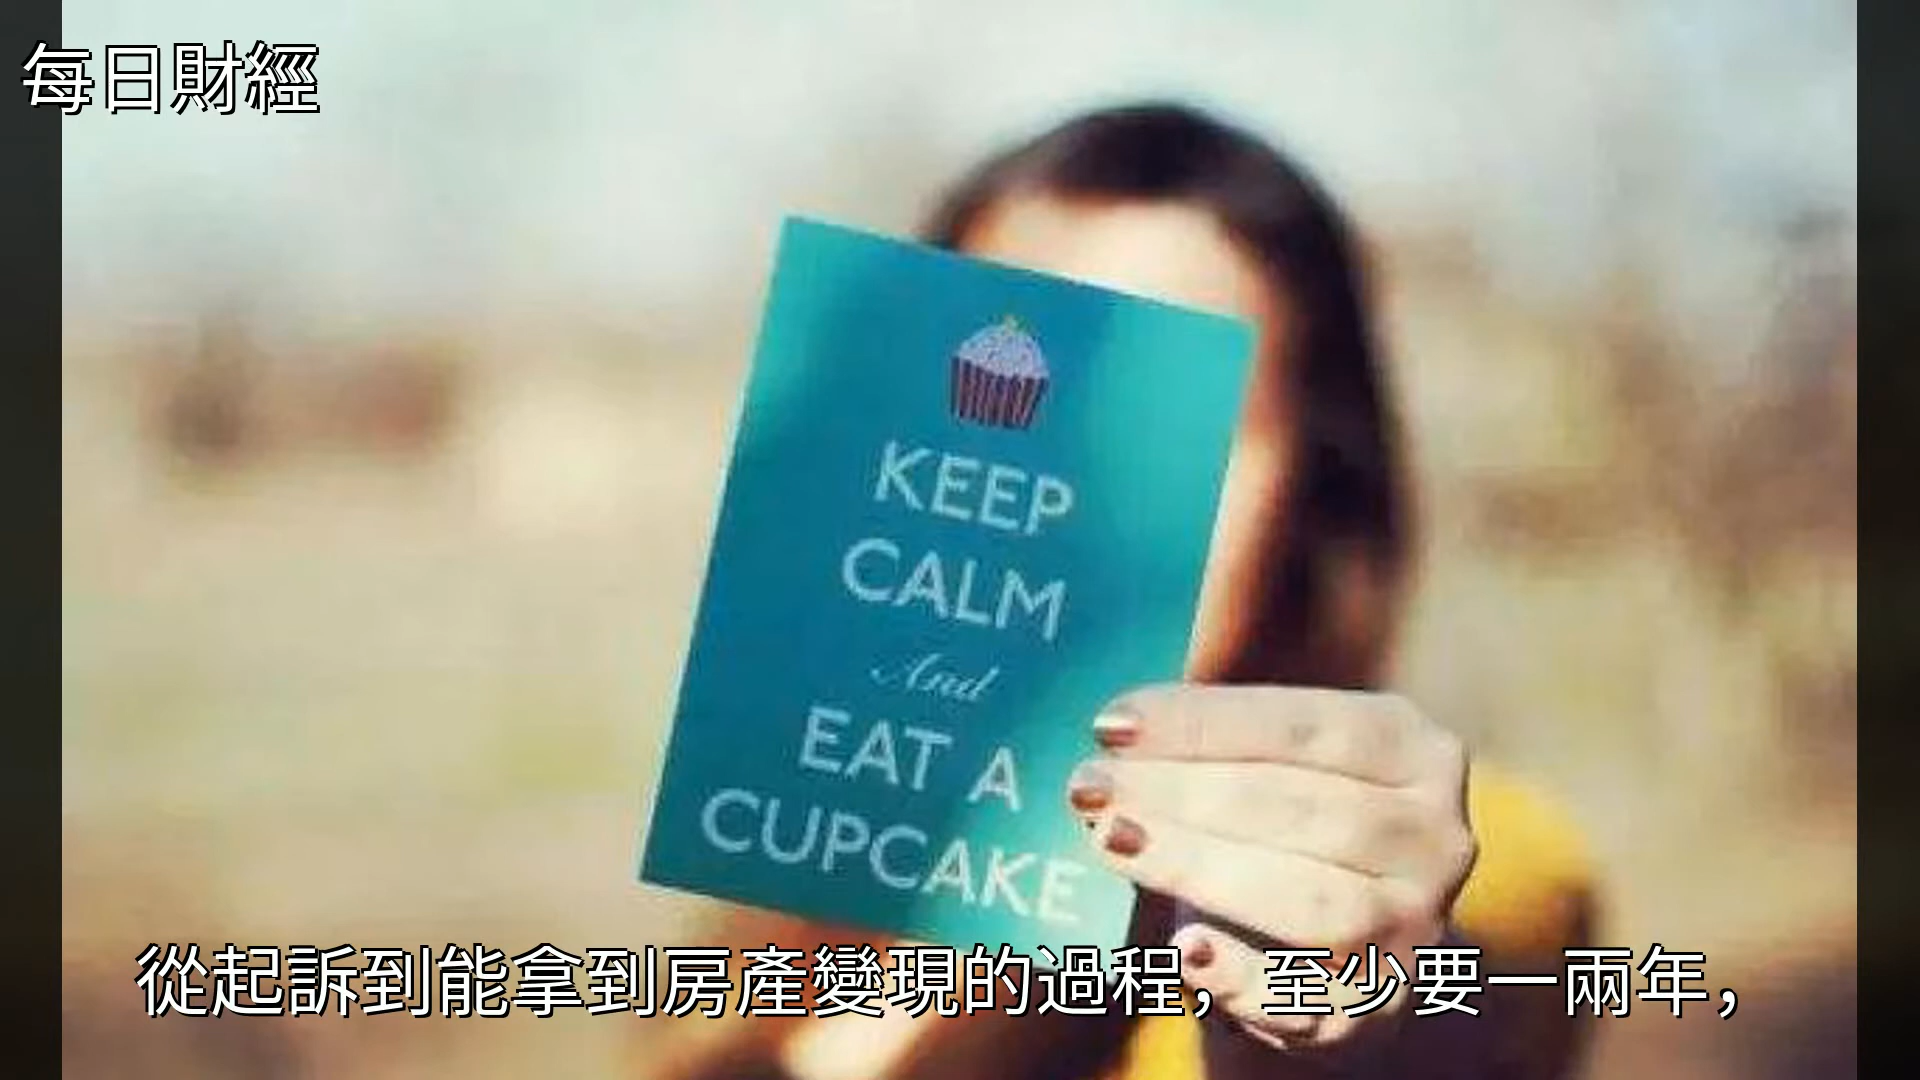 每日財經
KEEP
CALM
And
EAT A
CUPCAKE
從起訴到能拿到房產變現的過程，至少要一兩年，